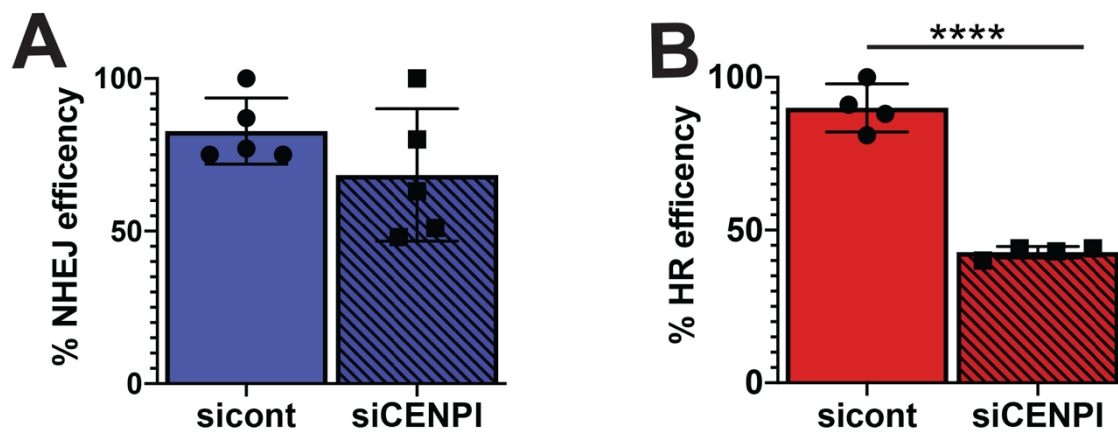 A
% NHEJ efficency
100
50
0
sicont
siCENPI
B
****
% HR efficency
100
50
0
sicont
siCENPI